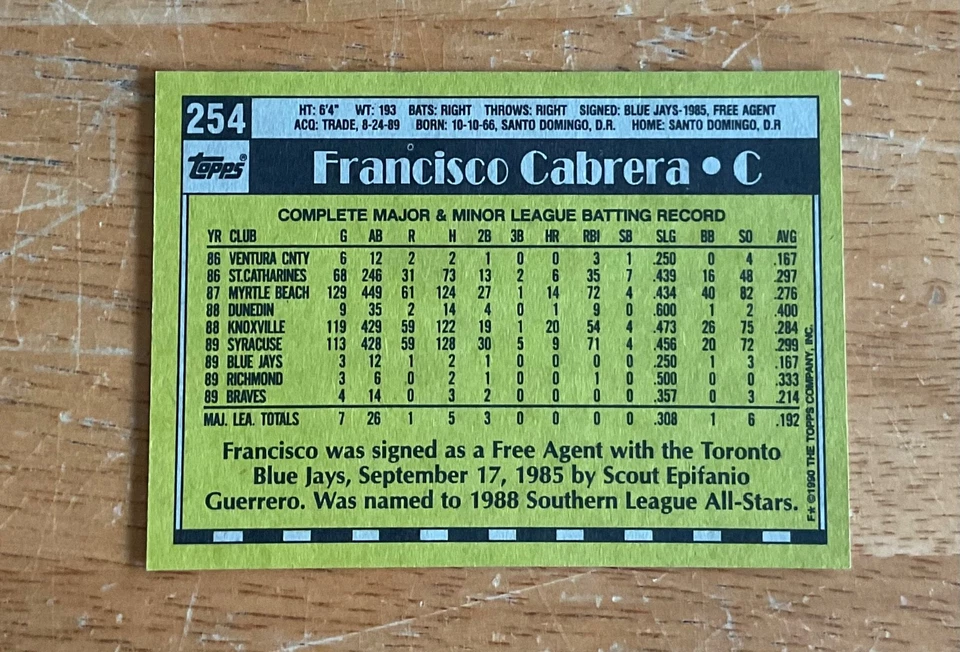 254
HT: 6'4" WT: 193 BATS: RIGHT THROWS: RIGHT SIGNED: BLUE JAYS-1985, FREE AGENT
ACQ: TRADE, 8-24-89 BORN: 10-10-66, SANTO DOMINGO, D.R. HOME: SANTO DOMINGO, D.R
topps®
Francisco Cabrera • C
COMPLETE MAJOR & MINOR LEAGUE BATTING RECORD
YR CLUB G AB R H 2B 3B HR RBI SB SLG BB SO AVG
86 VENTURA CNTY 6 12 2 2 1 0 0 3 1 .250 0 4 .167
86 ST.CATHARINES 68 246 31 73 13 2 6 35 7 .439 16 48 .297
87 MYRTLE BEACH 129 449 61 124 27 1 14 72 4 .434 40 82 .276
88 DUNEDIN 9 35 2 14 4 0 1 9 0 .600 1 2 .400
88 KNOXVILLE 119 429 59 122 19 1 20 54 4 .473 26 75 .284
89 SYRACUSE 113 428 59 128 30 5 9 71 4 .456 20 72 .299
89 BLUE JAYS 3 12 1 2 1 0 0 0 0 .250 1 3 .167
89 RICHMOND 3 6 0 2 1 0 0 1 0 .500 0 0 .333
89 BRAVES 4 14 0 3 2 0 0 0 0 .357 0 3 .214
MAJ. LEA. TOTALS 7 26 1 5 3 0 0 0 0 .308 1 6 .192
Francisco was signed as a Free Agent with the Toronto
Blue Jays, September 17, 1985 by Scout Epifanio
Guerrero. Was named to 1988 Southern League All-Stars.
F* ©1990 THE TOPPS COMPANY, INC.